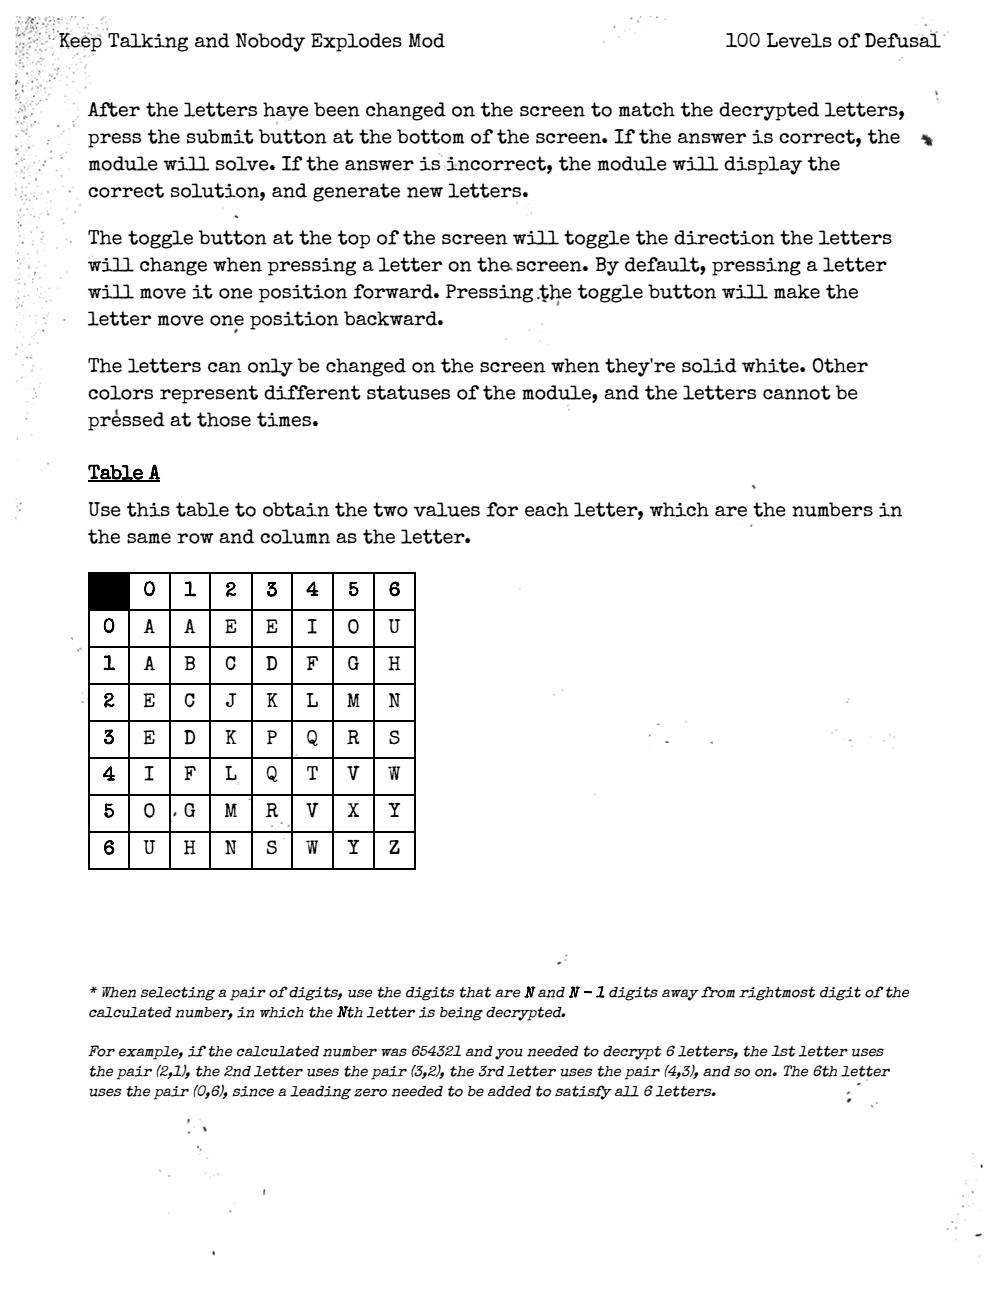 Keep Talking and Nobody Explodes Mod 100 Levels of Defusal
After the letters have been changed on the screen to match the decrypted letters,
press the submit button at the bottom of the screen. If the answer is correct, the
module will solve. If the answer is incorrect, the module will display the
correct solution, and generate new letters.
The toggle button at the top of the screen will toggle the direction the letters
will change when pressing a letter on the screen. By default, pressing a letter
will move it one position forward. Pressing the toggle button will make the
letter move one position backward.
The letters can only be changed on the screen when they're solid white. Other
colors represent different statuses of the module, and the letters cannot be
pressed at those times.
Table A
Use this table to obtain the two values for each letter, which are the numbers in
the same row and column as the letter.
0 1 2 3 4 5 6
0 A A E E I O U
1 A B C D F G H
2 E C J K L M N
3 E D K P Q R S
4 I F L Q T V W
5 O G M R V X Y
6 U H N S W Y Z
* When selecting a pair of digits, use the digits that are N and N - 1 digits away from rightmost digit of the
calculated number, in which the Nth letter is being decrypted.
For example, if the calculated number was 654321 and you needed to decrypt 6 letters, the 1st letter uses
the pair (2,1), the 2nd letter uses the pair (3,2), the 3rd letter uses the pair (4,3), and so on. The 6th letter
uses the pair (0,6), since a leading zero needed to be added to satisfy all 6 letters.